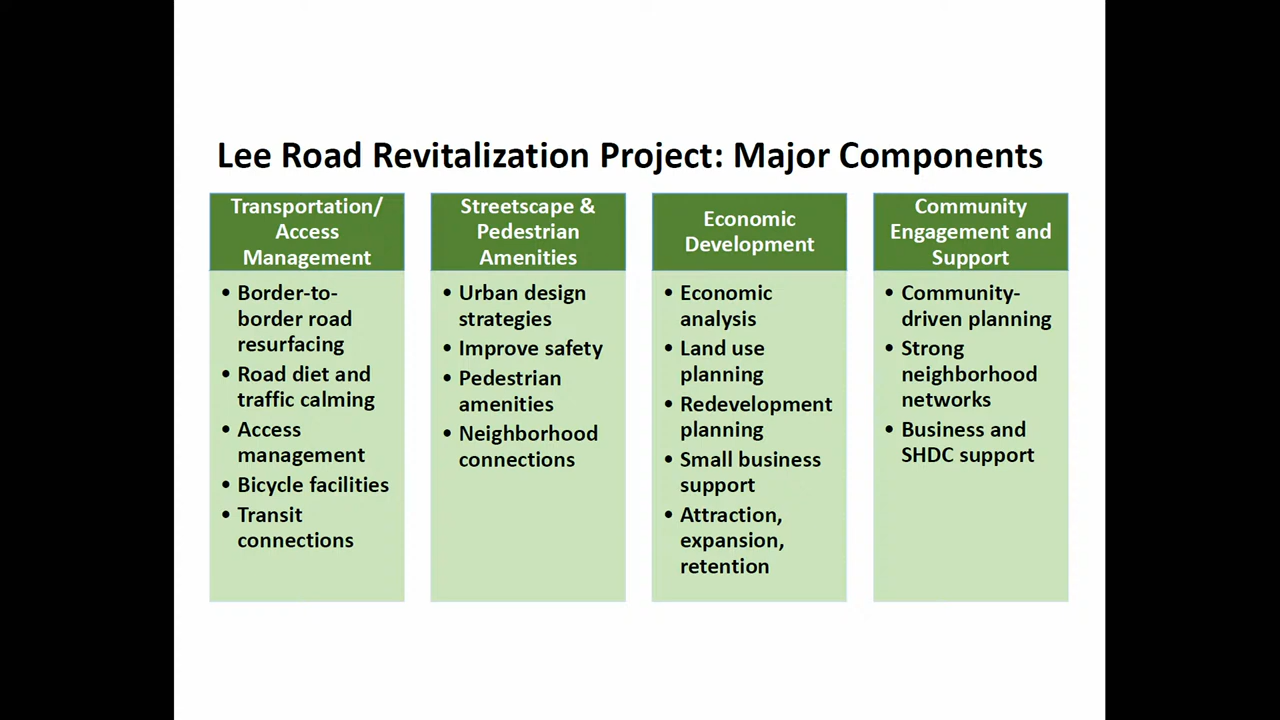 Lee Road Revitalization Project: Major Components
Transportation/
Access
Management
• Border-to-
border road
resurfacing
• Road diet and
traffic calming
• Access
management
• Bicycle facilities
• Transit
connections
Streetscape &
Pedestrian
Amenities
• Urban design
strategies
• Improve safety
• Pedestrian
amenities
• Neighborhood
connections
Economic
Development
• Economic
analysis
• Land use
planning
• Redevelopment
planning
• Small business
support
• Attraction,
expansion,
retention
Community
Engagement and
Support
• Community-
driven planning
• Strong
neighborhood
networks
• Business and
SHDC support